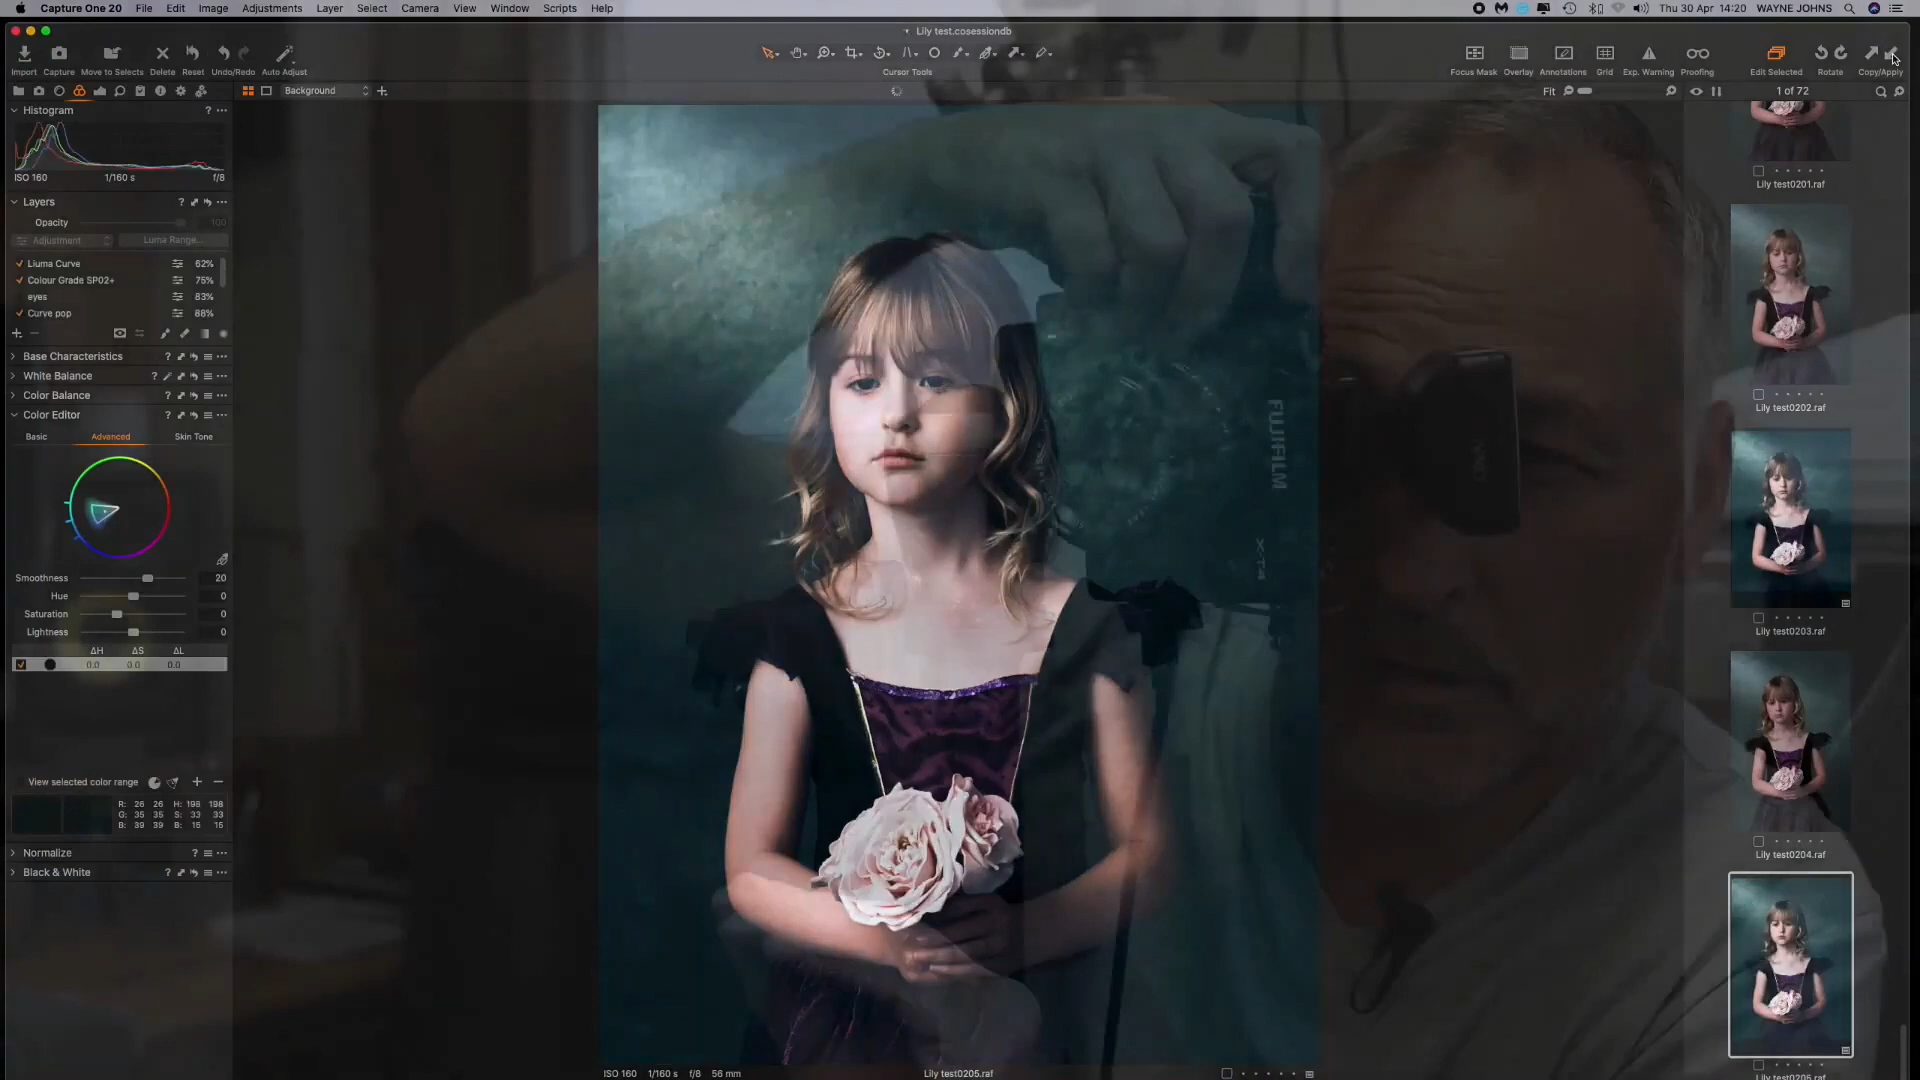 Capture One 20 File Edit Image Adjustments Layer Select Camera View Window Scripts Help
Thu 30 Apr 14:20 WAYNE JOHNS
Lily test.cosessiondb
Import Capture Move to Selects Delete Reset Undo/Redo Auto Adjust
Cursor Tools
Focus Mask Overlay Annotations Grid Exp. Warning Proofing Edit Selected Rotate Copy/Apply
Background
Fit
1 of 72
Histogram
ISO 160 1/160 s f/8
Layers
Opacity 100
Adjustment Luma Range...
Lluma Curve 62%
Colour Grade SP02+ 75%
eyes 83%
Curve pop 88%
Base Characteristics
White Balance
Color Balance
Color Editor
Basic Advanced Skin Tone
Smoothness 20
Hue 0
Saturation 0
Lightness 0
ΔH ΔS ΔL
0.0 0.0 0.0
View selected color range
R: 26 26 H: 198 198
G: 35 35 S: 33 33
B: 39 39 B: 15 15
Normalize
Black & White
FUJIFILM
X-T4
Lily test0201.raf
Lily test0202.raf
Lily test0203.raf
Lily test0204.raf
Lily test0205.raf
ISO 160 1/160 s f/8 56 mm
Lily test0205.raf